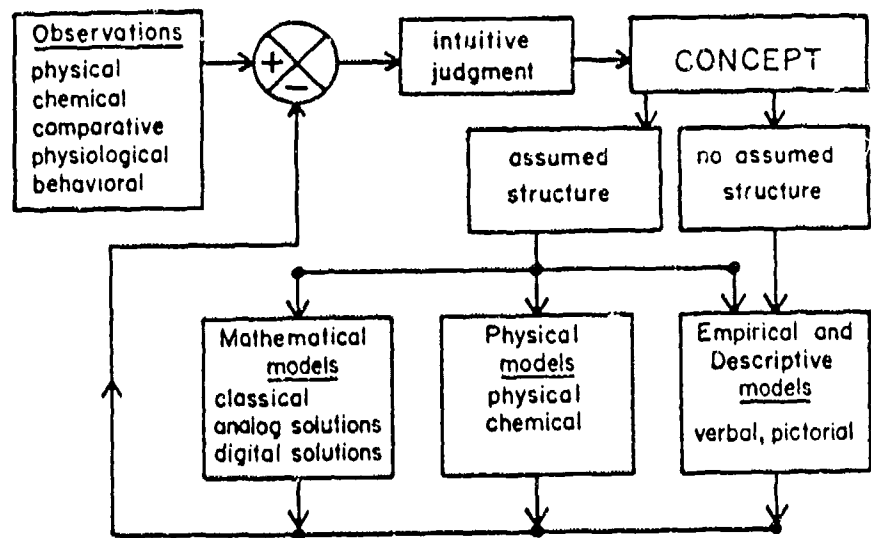 Observations
physical
chemical
comparative
physiological
behavioral
+
−
intuitive
judgment
CONCEPT
assumed
structure
no assumed
structure
Mathematical
models
classical
analog solutions
digital solutions
Physical
models
physical
chemical
Empirical and
Descriptive
models
verbal, pictorial